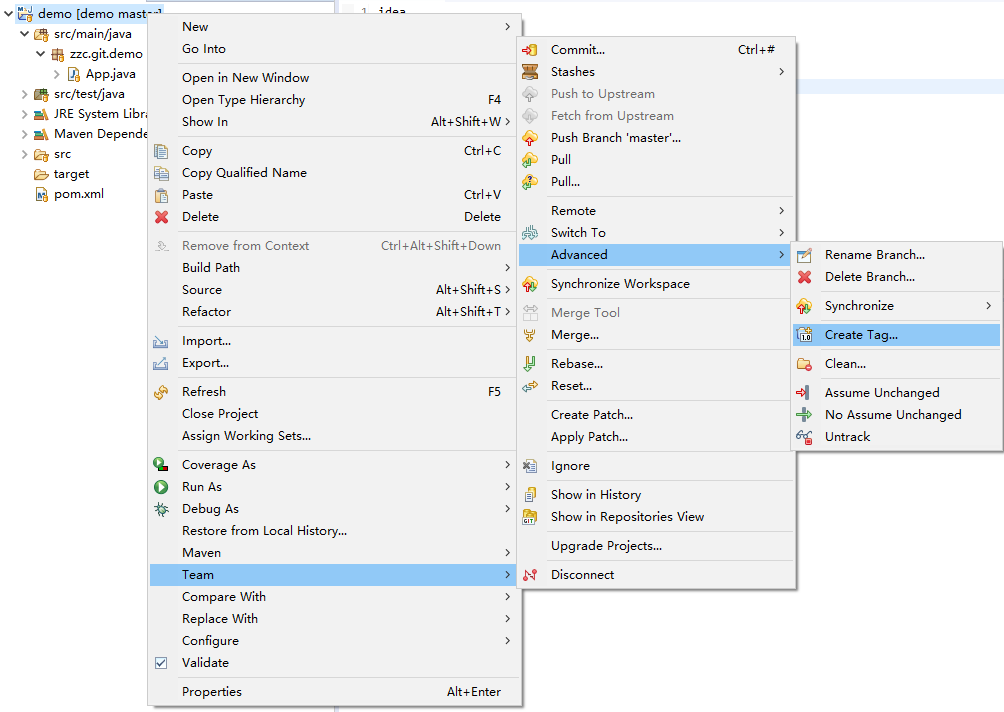 demo [demo master]
src/main/java
zzc.git.demo
App.java
src/test/java
JRE System Libra
Maven Depende
src
target
pom.xml
1 idea
New
Go Into
Open in New Window
Open Type Hierarchy F4
Show In Alt+Shift+W
Copy Ctrl+C
Copy Qualified Name
Paste Ctrl+V
Delete Delete
Remove from Context Ctrl+Alt+Shift+Down
Build Path
Source Alt+Shift+S
Refactor Alt+Shift+T
Import...
Export...
Refresh F5
Close Project
Assign Working Sets...
Coverage As
Run As
Debug As
Restore from Local History...
Maven
Team
Compare With
Replace With
Configure
Validate
Properties Alt+Enter
Commit... Ctrl+#
Stashes
Push to Upstream
Fetch from Upstream
Push Branch 'master'...
Pull
Pull...
Remote
Switch To
Advanced
Synchronize Workspace
Merge Tool
Merge...
Rebase...
Reset...
Create Patch...
Apply Patch...
Ignore
Show in History
Show in Repositories View
Upgrade Projects...
Disconnect
Rename Branch...
Delete Branch...
Synchronize
Create Tag...
Clean...
Assume Unchanged
No Assume Unchanged
Untrack